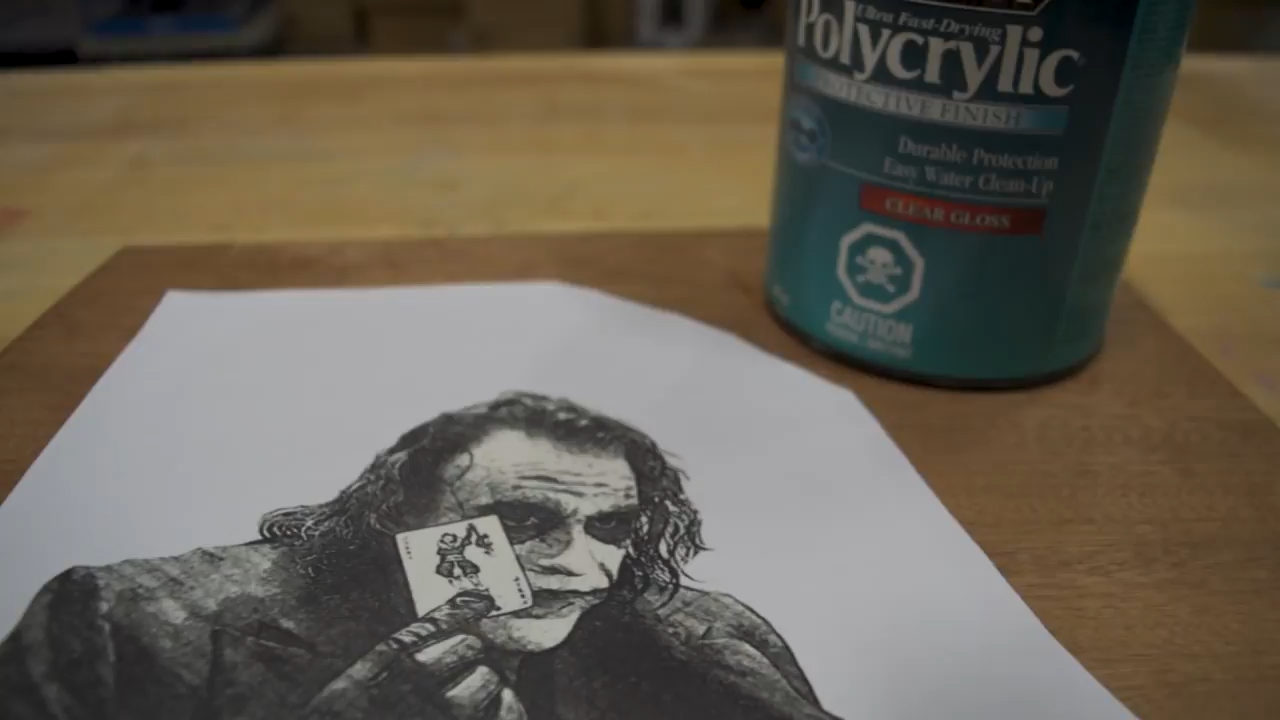 Ultra Fast-Drying
Polycrylic
PROTECTIVE FINISH
Durable Protection
Easy Water Clean-Up
CLEAR GLOSS
CAUTION